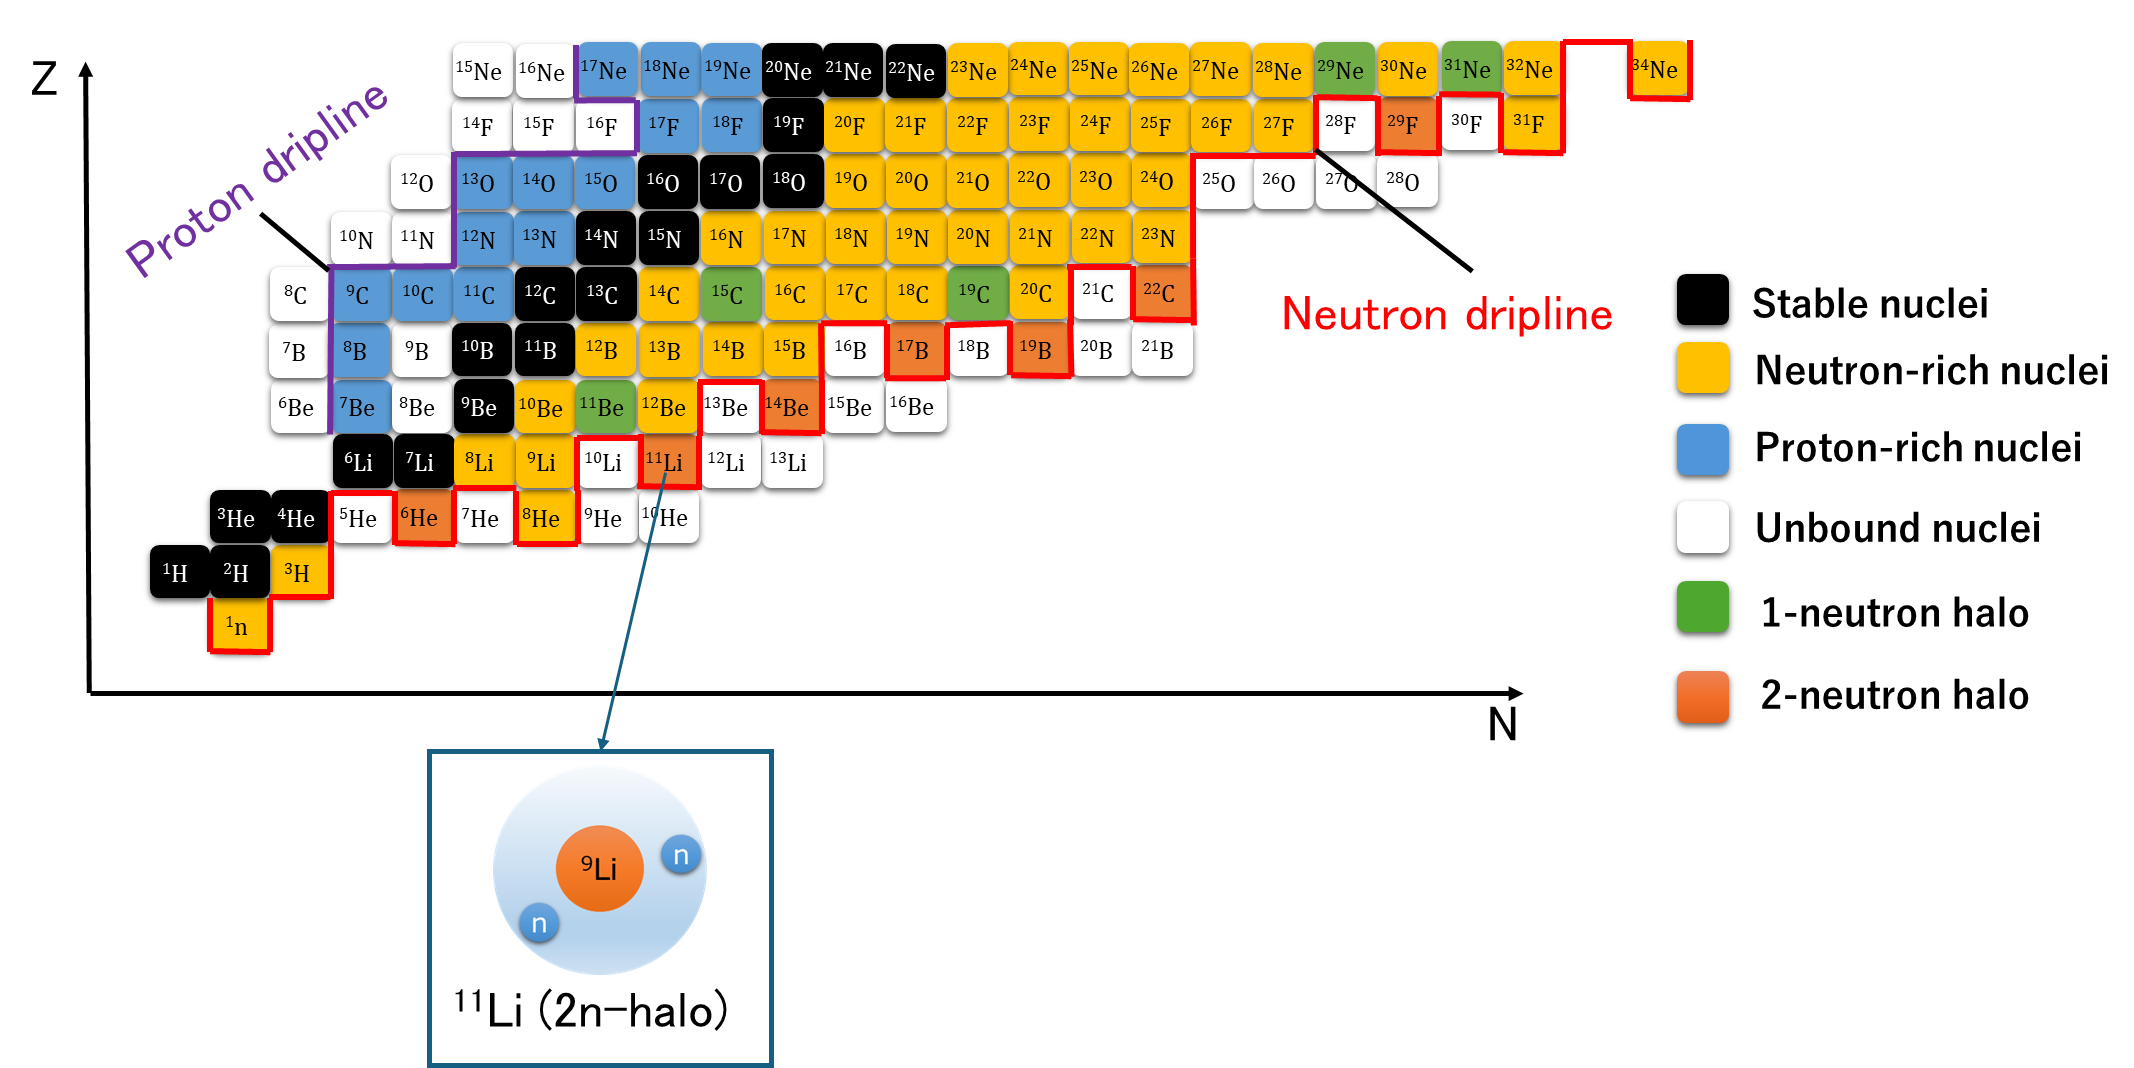 Z
Proton dripline
¹⁵Ne ¹⁶Ne ¹⁷Ne ¹⁸Ne ¹⁹Ne ²⁰Ne ²¹Ne ²²Ne ²³Ne ²⁴Ne ²⁵Ne ²⁶Ne ²⁷Ne ²⁸Ne ²⁹Ne ³⁰Ne ³¹Ne ³²Ne ³⁴Ne
¹⁴F ¹⁵F ¹⁶F ¹⁷F ¹⁸F ¹⁹F ²⁰F ²¹F ²²F ²³F ²⁴F ²⁵F ²⁶F ²⁷F ²⁸F ²⁹F ³⁰F ³¹F
¹²O ¹³O ¹⁴O ¹⁵O ¹⁶O ¹⁷O ¹⁸O ¹⁹O ²⁰O ²¹O ²²O ²³O ²⁴O ²⁵O ²⁶O ²⁷O ²⁸O
¹⁰N ¹¹N ¹²N ¹³N ¹⁴N ¹⁵N ¹⁶N ¹⁷N ¹⁸N ¹⁹N ²⁰N ²¹N ²²N ²³N
⁸C ⁹C ¹⁰C ¹¹C ¹²C ¹³C ¹⁴C ¹⁵C ¹⁶C ¹⁷C ¹⁸C ¹⁹C ²⁰C ²¹C ²²C
⁷B ⁸B ⁹B ¹⁰B ¹¹B ¹²B ¹³B ¹⁴B ¹⁵B ¹⁶B ¹⁷B ¹⁸B ¹⁹B ²⁰B ²¹B
⁶Be ⁷Be ⁸Be ⁹Be ¹⁰Be ¹¹Be ¹²Be ¹³Be ¹⁴Be ¹⁵Be ¹⁶Be
⁶Li ⁷Li ⁸Li ⁹Li ¹⁰Li ¹¹Li ¹²Li ¹³Li
³He ⁴He ⁵He ⁶He ⁷He ⁸He ⁹He ¹⁰He
¹H ²H ³H
¹n
N
Neutron dripline
Stable nuclei
Neutron-rich nuclei
Proton-rich nuclei
Unbound nuclei
1-neutron halo
2-neutron halo
⁹Li
n
n
¹¹Li (2n-halo)